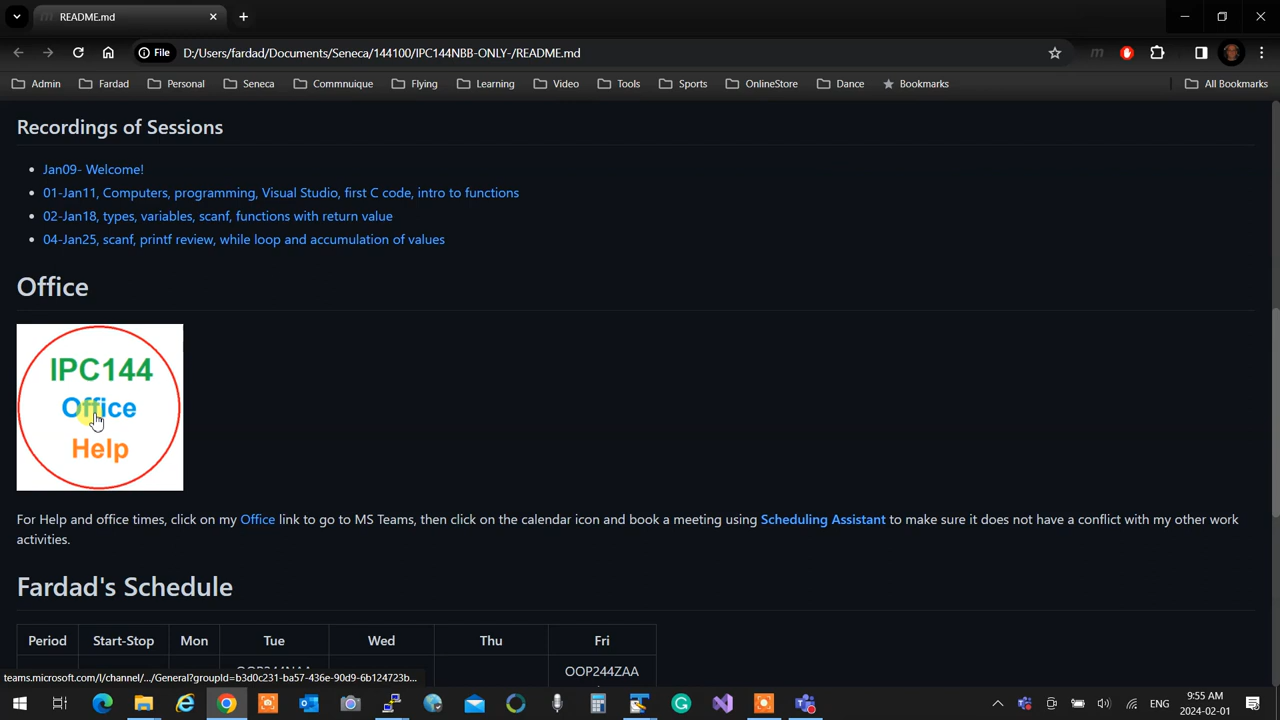 README.md
File
D:/Users/fardad/Documents/Seneca/144100/IPC144NBB-ONLY-/README.md
Admin
Fardad
Personal
Seneca
Commnuique
Flying
Learning
Video
Tools
Sports
OnlineStore
Dance
Bookmarks
All Bookmarks
Recordings of Sessions
Jan09- Welcome!
01-Jan11, Computers, programming, Visual Studio, first C code, intro to functions
02-Jan18, types, variables, scanf, functions with return value
04-Jan25, scanf, printf review, while loop and accumulation of values
Office
IPC144
Office
Help
For Help and office times, click on my Office link to go to MS Teams, then click on the calendar icon and book a meeting using Scheduling Assistant to make sure it does not have a conflict with my other work
activities.
Fardad's Schedule
Period Start-Stop Mon Tue Wed Thu Fri
OOP244ZAA
teams.microsoft.com/l/channel/.../General?groupId=b3d0c231-ba57-436e-90d9-6b124723b...
ENG
9:55 AM
2024-02-01